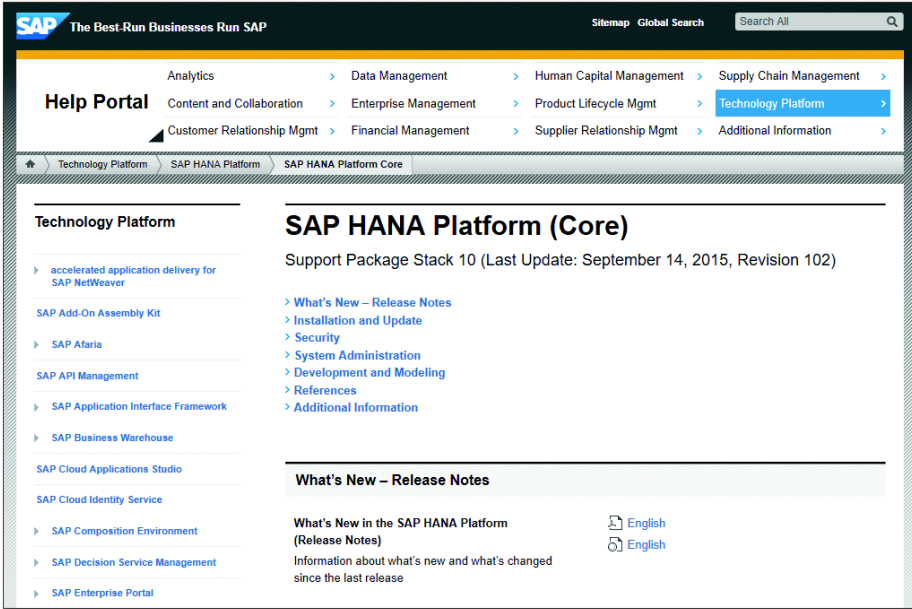 SAP The Best-Run Businesses Run SAP
Sitemap Global Search
Search All
Help Portal
Analytics
Content and Collaboration
Customer Relationship Mgmt
Data Management
Enterprise Management
Financial Management
Human Capital Management
Product Lifecycle Mgmt
Supplier Relationship Mgmt
Supply Chain Management
Technology Platform
Additional Information
Technology Platform
SAP HANA Platform
SAP HANA Platform Core
Technology Platform
accelerated application delivery for
SAP NetWeaver
SAP Add-On Assembly Kit
SAP Afaria
SAP API Management
SAP Application Interface Framework
SAP Business Warehouse
SAP Cloud Applications Studio
SAP Cloud Identity Service
SAP Composition Environment
SAP Decision Service Management
SAP Enterprise Portal
SAP HANA Platform (Core)
Support Package Stack 10 (Last Update: September 14, 2015, Revision 102)
What's New – Release Notes
Installation and Update
Security
System Administration
Development and Modeling
References
Additional Information
What's New – Release Notes
What's New in the SAP HANA Platform
(Release Notes)
Information about what's new and what's changed
since the last release
English
English